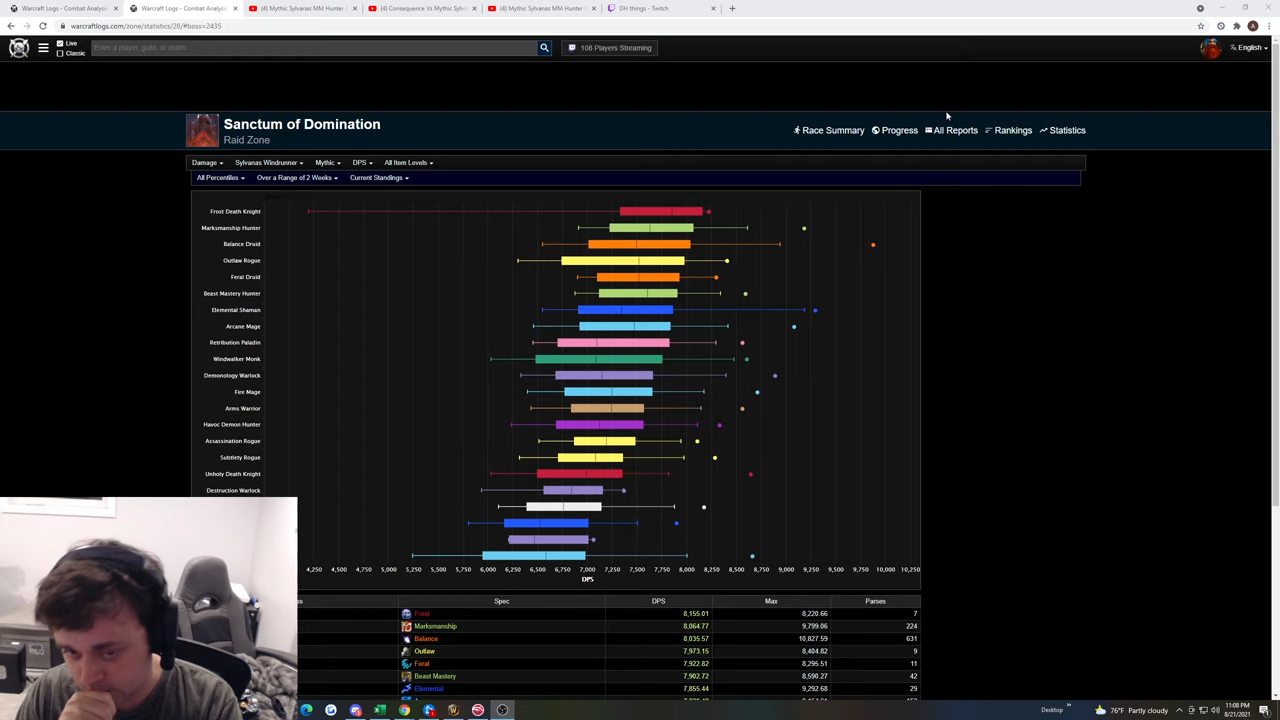 Warcraft Logs - Combat Analysis
Warcraft Logs - Combat Analysis
(4) Mythic Sylvanas MM Hunter
(4) Consequence Vs Mythic Sylv
(4) Mythic Sylvanas MM Hunter
DH things - Twitch
warcraftlogs.com/zone/statistics/28/#boss=2435
Live
Classic
Enter a player, guild, or realm
108 Players Streaming
English
Sanctum of Domination
Raid Zone
Race Summary Progress All Reports Rankings Statistics
Damage Sylvanas Windrunner Mythic DPS All Item Levels
All Percentiles Over a Range of 2 Weeks Current Standings
Frost Death Knight
Marksmanship Hunter
Balance Druid
Outlaw Rogue
Feral Druid
Beast Mastery Hunter
Elemental Shaman
Arcane Mage
Retribution Paladin
Windwalker Monk
Demonology Warlock
Fire Mage
Arms Warrior
Havoc Demon Hunter
Assassination Rogue
Subtlety Rogue
Unholy Death Knight
Destruction Warlock
4,250 4,500 4,750 5,000 5,250 5,500 5,750 6,000 6,250 6,500 6,750 7,000 7,250 7,500 7,750 8,000 8,250 8,500 8,750 9,000 9,250 9,500 9,750 10,000 10,250
DPS
Spec DPS Max Parses
Frost 8,155.01 8,220.66 7
Marksmanship 8,064.77 9,799.06 224
Balance 8,035.57 10,827.59 631
Outlaw 7,973.15 8,404.82 9
Feral 7,922.82 8,295.51 11
Beast Mastery 7,902.72 8,590.27 42
Elemental 7,855.44 9,292.68 29
Desktop
76°F Partly cloudy
11:08 PM
8/21/2021